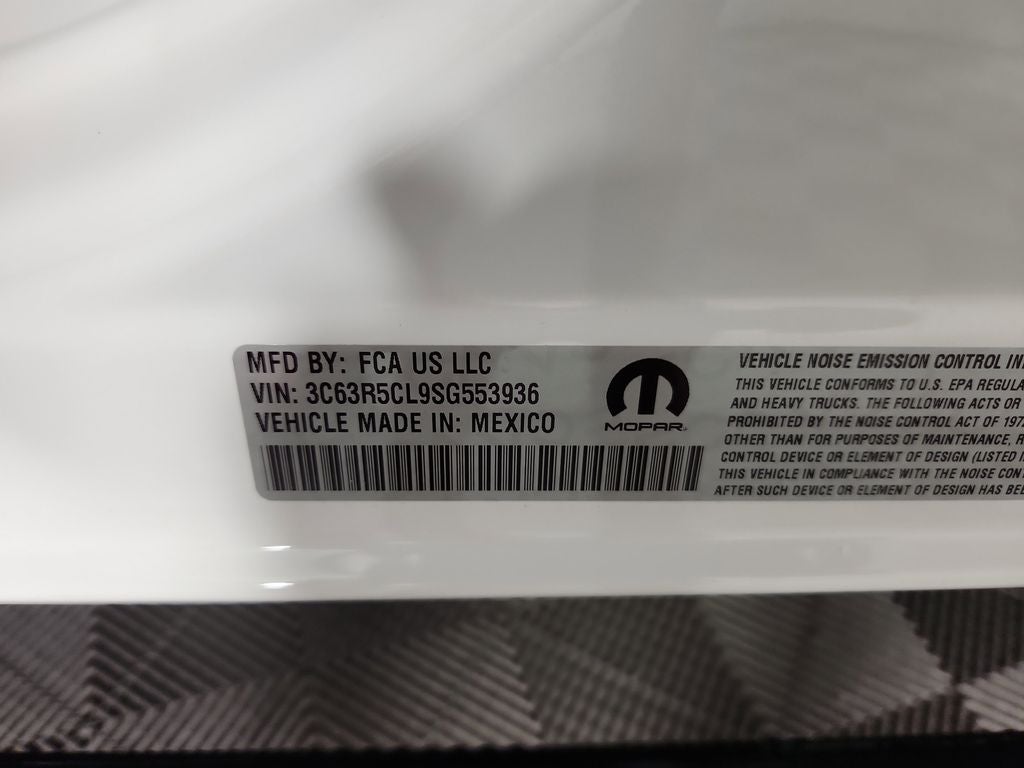 MFD BY: FCA US LLC
VIN: 3C63R5CL9SG553936
VEHICLE MADE IN: MEXICO
MOPAR
VEHICLE NOISE EMISSION CONTROL
THIS VEHICLE CONFORMS TO U.S. EPA
AND HEAVY TRUCKS. THE FOLLOWING ACTS OR
PROHIBITED BY THE NOISE CONTROL ACT OF 1972
OTHER THAN FOR PURPOSES OF MAINTENANCE,
CONTROL DEVICE OR ELEMENT OF DESIGN (LISTED
THIS VEHICLE IN COMPLIANCE WITH THE NOISE
AFTER SUCH DEVICE OR ELEMENT OF DESIGN HAS